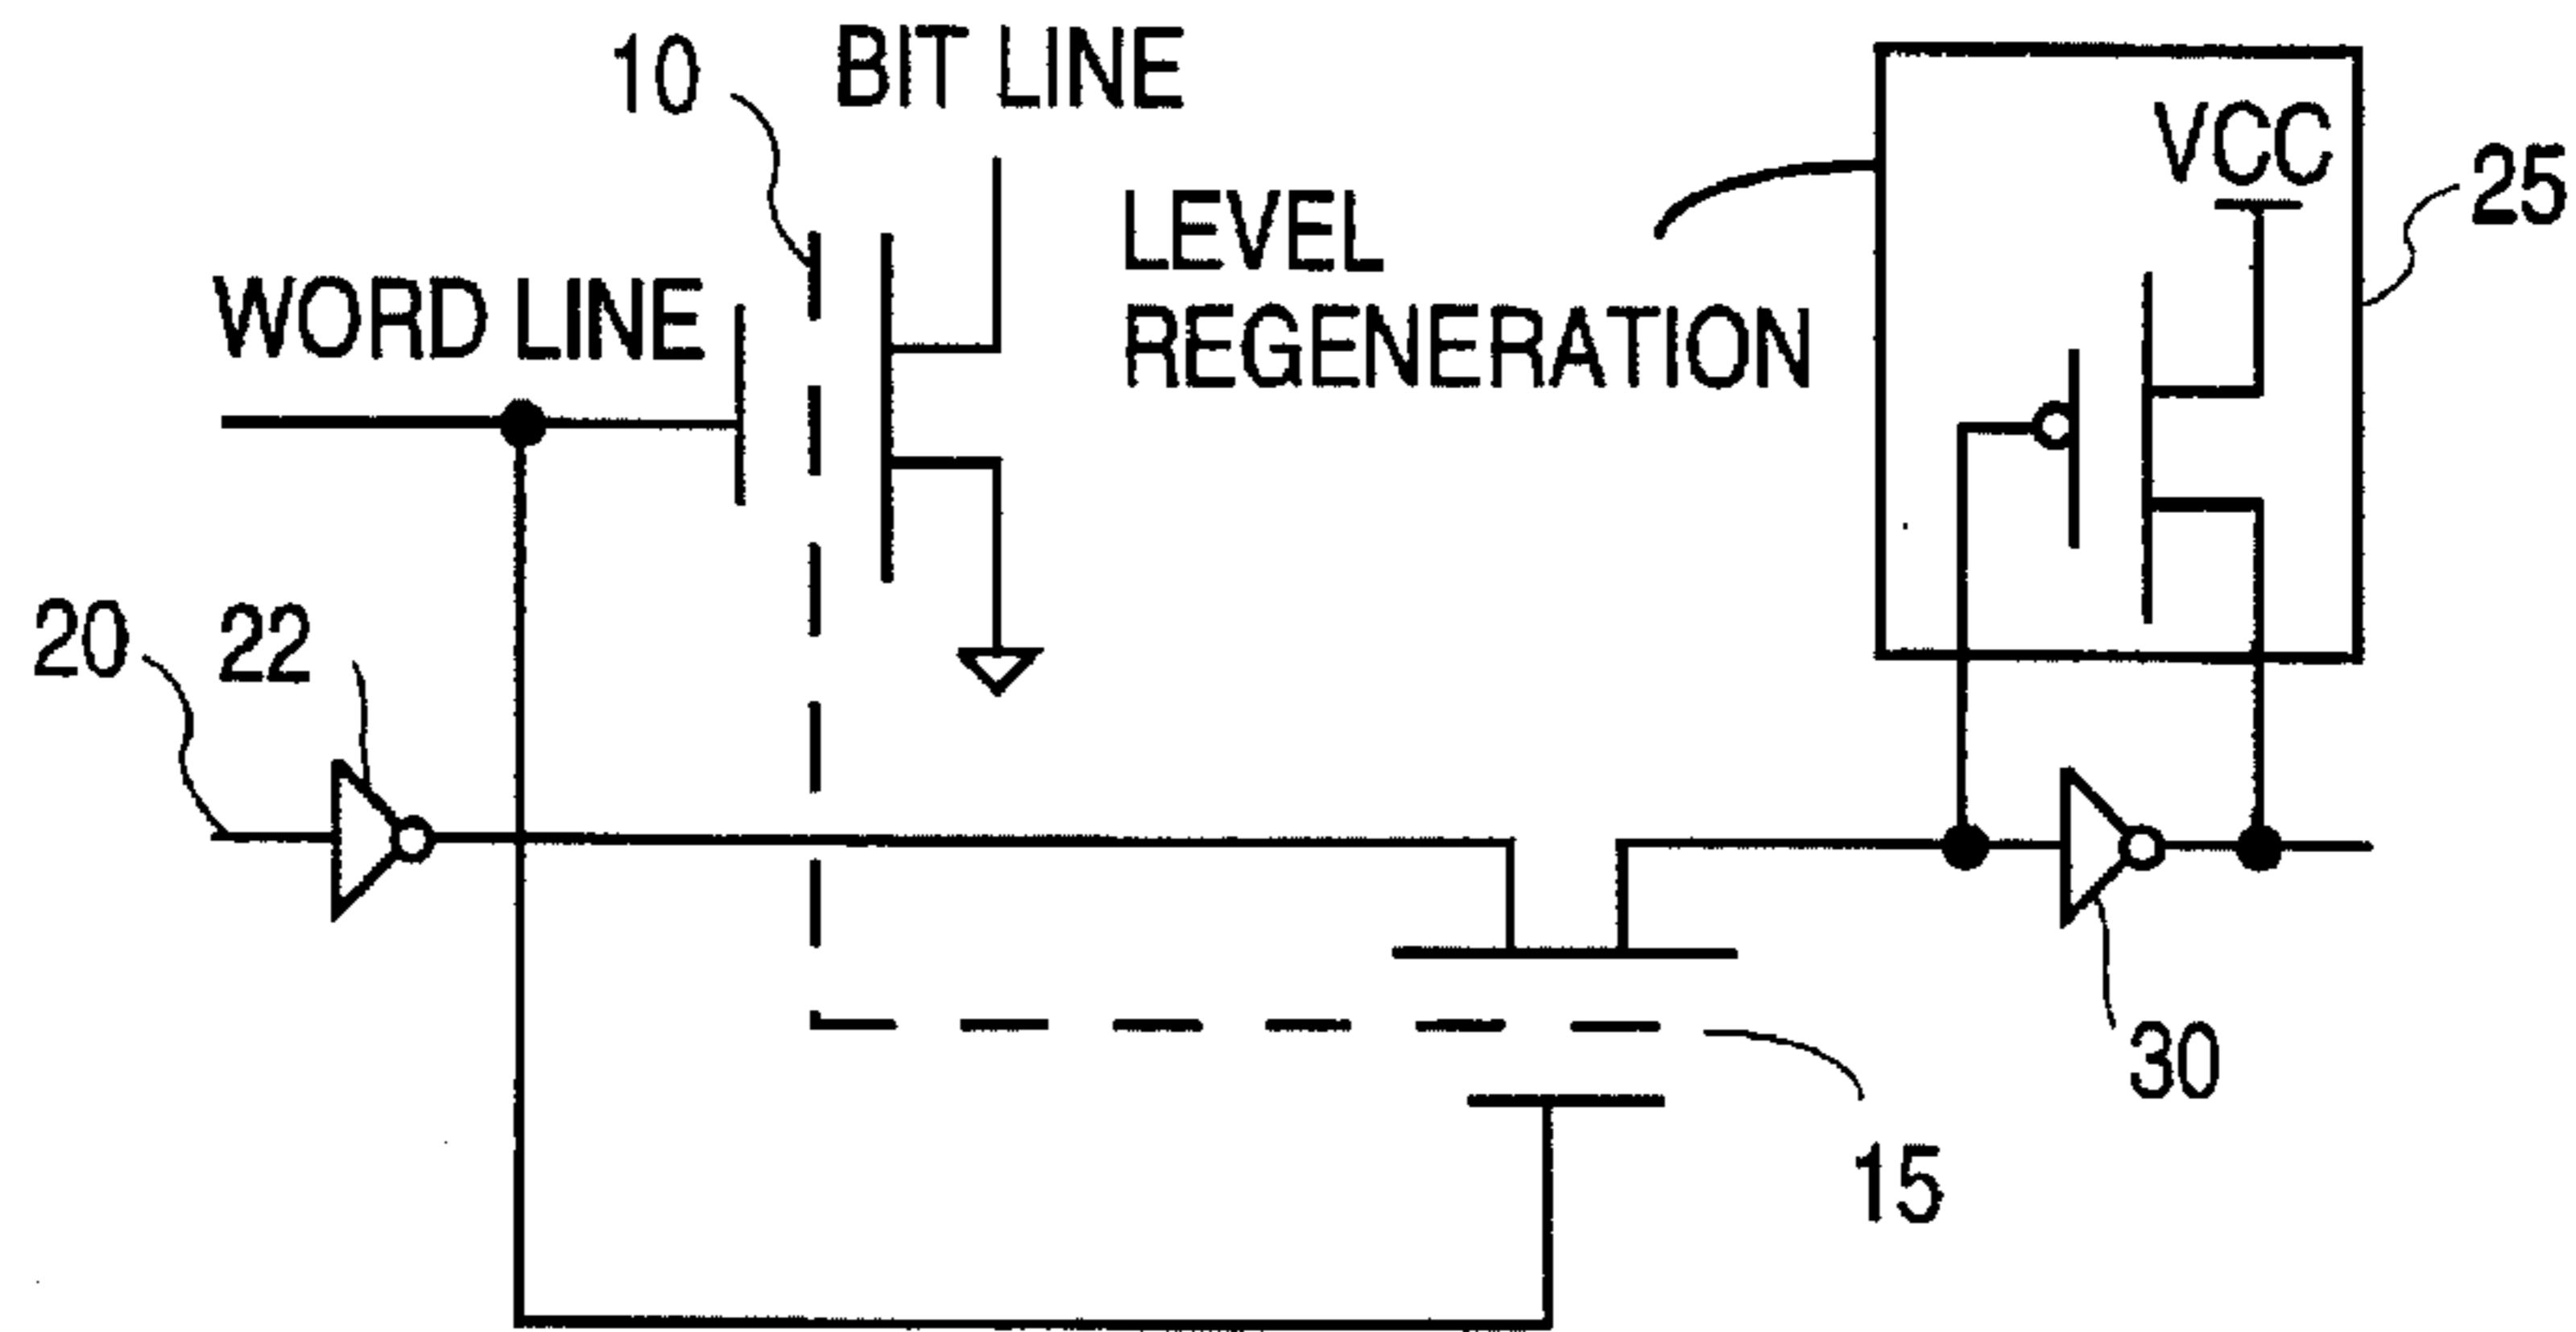 10
BIT LINE
VCC
25
LEVEL
REGENERATION
WORD LINE
20
22
30
15